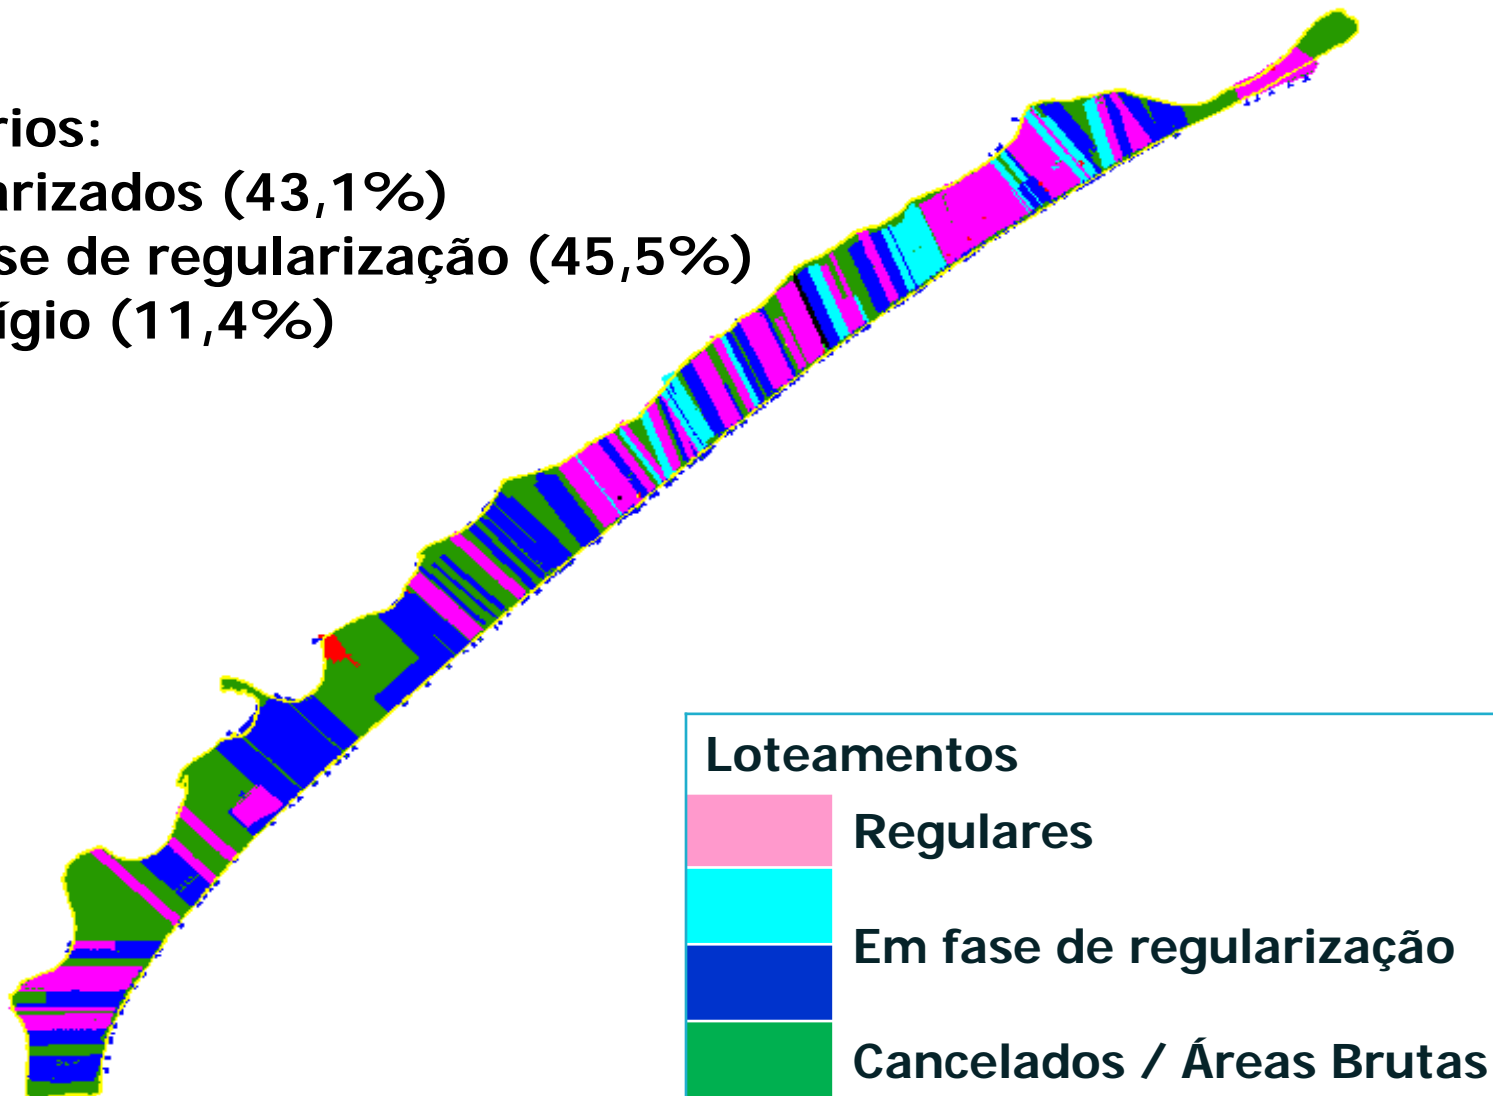 rios:
arizados (43,1%)
se de regularização (45,5%)
ígio (11,4%)
Loteamentos
Regulares
Em fase de regularização
Cancelados / Áreas Brutas